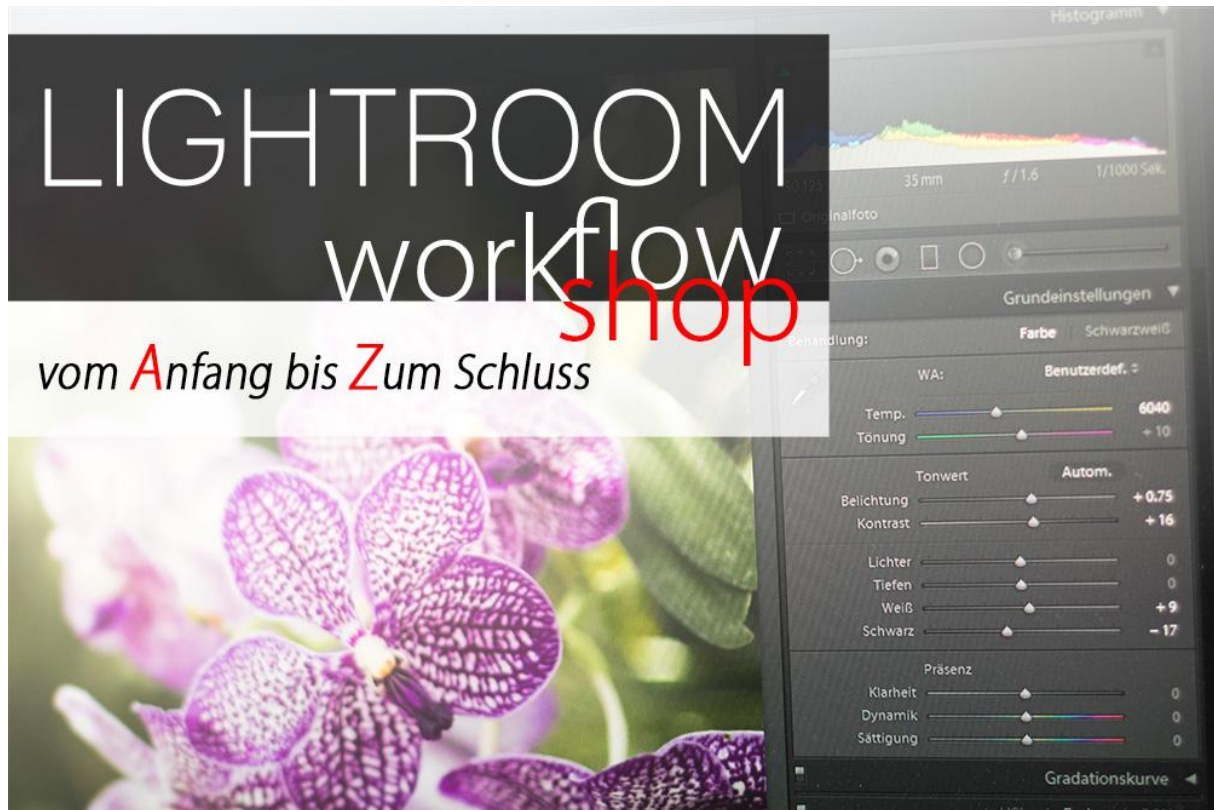 LIGHTROOM
workflow
shop
vom Anfang bis Zum Schluss
Histogramm
ISO 125 35 mm ƒ/1.6 1/1000 Sek.
Originalfoto
Grundeinstellungen
Behandlung: Farbe Schwarzweiß
WA: Benutzerdef.
Temp. 6040
Tönung + 10
Tonwert Autom.
Belichtung + 0.75
Kontrast + 16
Lichter 0
Tiefen 0
Weiß + 9
Schwarz – 17
Präsenz
Klarheit 0
Dynamik 0
Sättigung 0
Gradationskurve